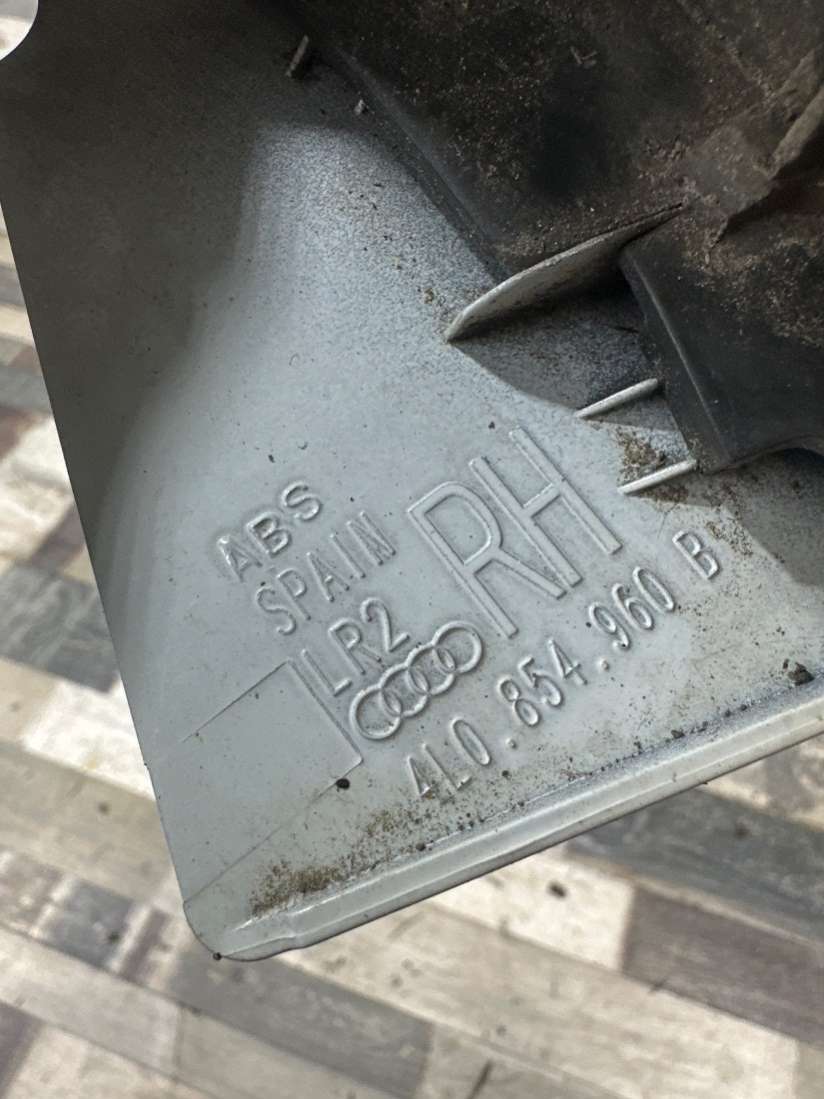 ABS
SPAIN
LR2
RH
4L0.854.960 B